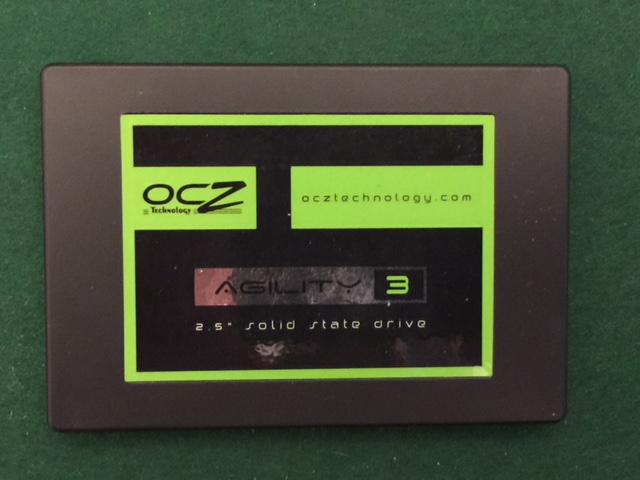 OCZ
Technology
ocztechnology.com
AGILITY 3
2.5" solid state drive